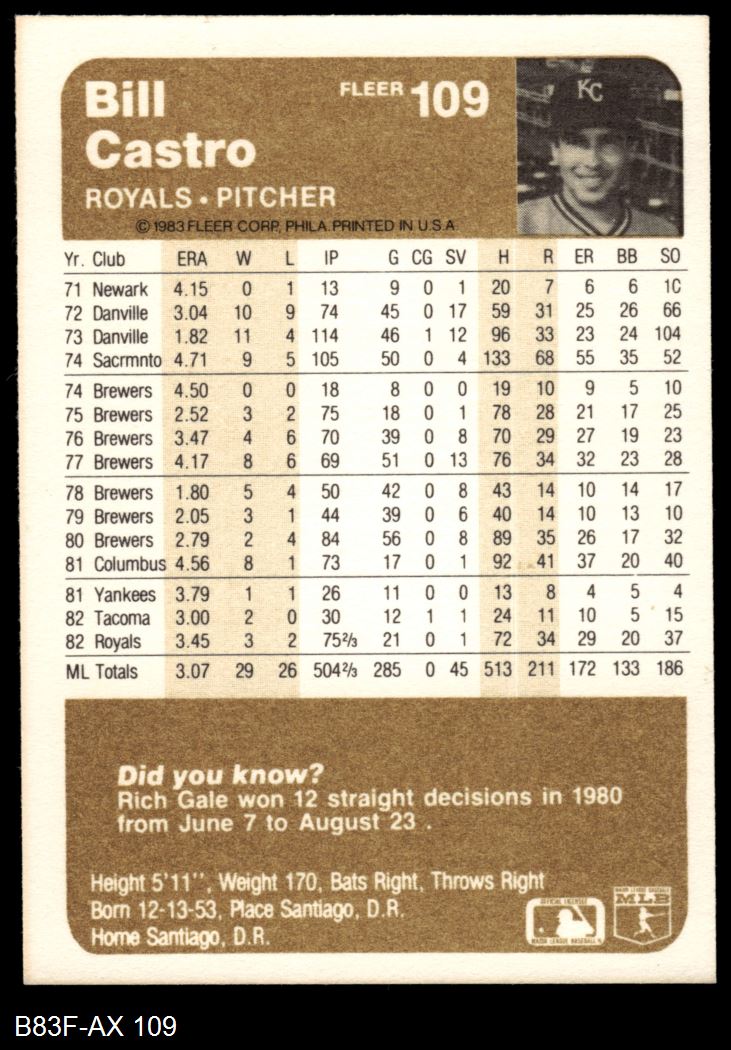 Bill
Castro
FLEER 109
KC
ROYALS • PITCHER
© 1983 FLEER CORP., PHILA. PRINTED IN U.S.A.
Yr. Club ERA W L IP G CG SV H R ER BB SO
71 Newark 4.15 0 1 13 9 0 1 20 7 6 6 10
72 Danville 3.04 10 9 74 45 0 17 59 31 25 26 66
73 Danville 1.82 11 4 114 46 1 12 96 33 23 24 104
74 Sacrmnto 4.71 9 5 105 50 0 4 133 68 55 35 52
74 Brewers 4.50 0 0 18 8 0 0 19 10 9 5 10
75 Brewers 2.52 3 2 75 18 0 1 78 28 21 17 25
76 Brewers 3.47 4 6 70 39 0 8 70 29 27 19 23
77 Brewers 4.17 8 6 69 51 0 13 76 34 32 23 28
78 Brewers 1.80 5 4 50 42 0 8 43 14 10 14 17
79 Brewers 2.05 3 1 44 39 0 6 40 14 10 13 10
80 Brewers 2.79 2 4 84 56 0 8 89 35 26 17 32
81 Columbus 4.56 8 1 73 17 0 1 92 41 37 20 40
81 Yankees 3.79 1 1 26 11 0 0 13 8 4 5 4
82 Tacoma 3.00 2 0 30 12 1 1 24 11 10 5 15
82 Royals 3.45 3 2 75 2/3 21 0 1 72 34 29 20 37
ML Totals 3.07 29 26 504 2/3 285 0 45 513 211 172 133 186
Did you know?
Rich Gale won 12 straight decisions in 1980
from June 7 to August 23 .
Height 5'11'', Weight 170, Bats Right, Throws Right
Born 12-13-53, Place Santiago, D.R.
Home Santiago, D.R.
OFFICIAL LICENSEE
MAJOR LEAGUE BASEBALL
MAJOR LEAGUE BASEBALL
MLB
B83F-AX 109